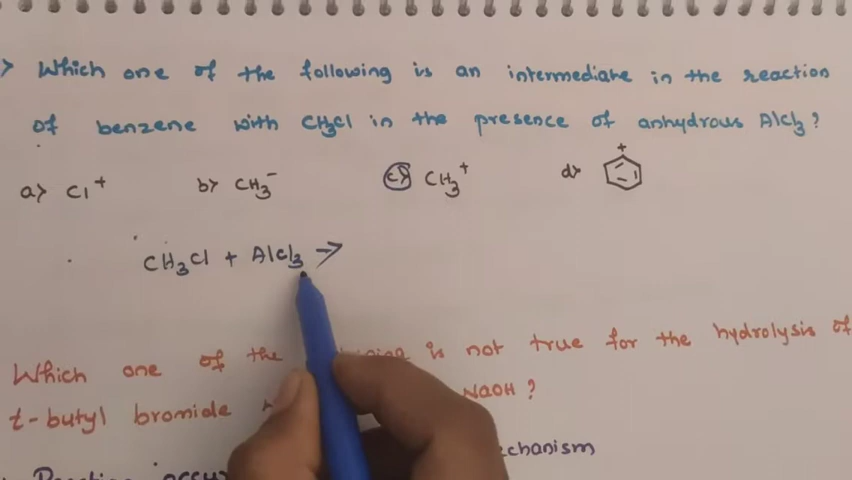 > Which one of the following is an intermediate in the reaction
of benzene with CH₃Cl in the presence of anhydrous AlCl₃?
a> Cl⁺ b> CH₃⁻ c> CH₃⁺ d> +
CH₃Cl + AlCl₃ →
Which one of the is not true for the hydrolysis of
t-butyl bromide NaOH?
Reaction